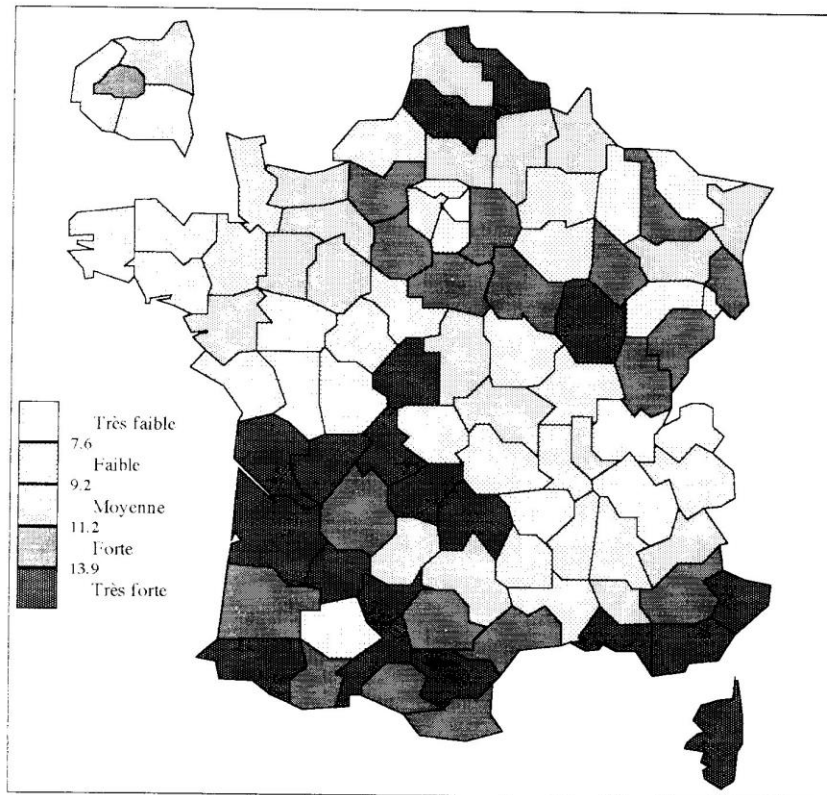 Très faible
7.6
Faible
9.2
Moyenne
11.2
Forte
13.9
Très forte